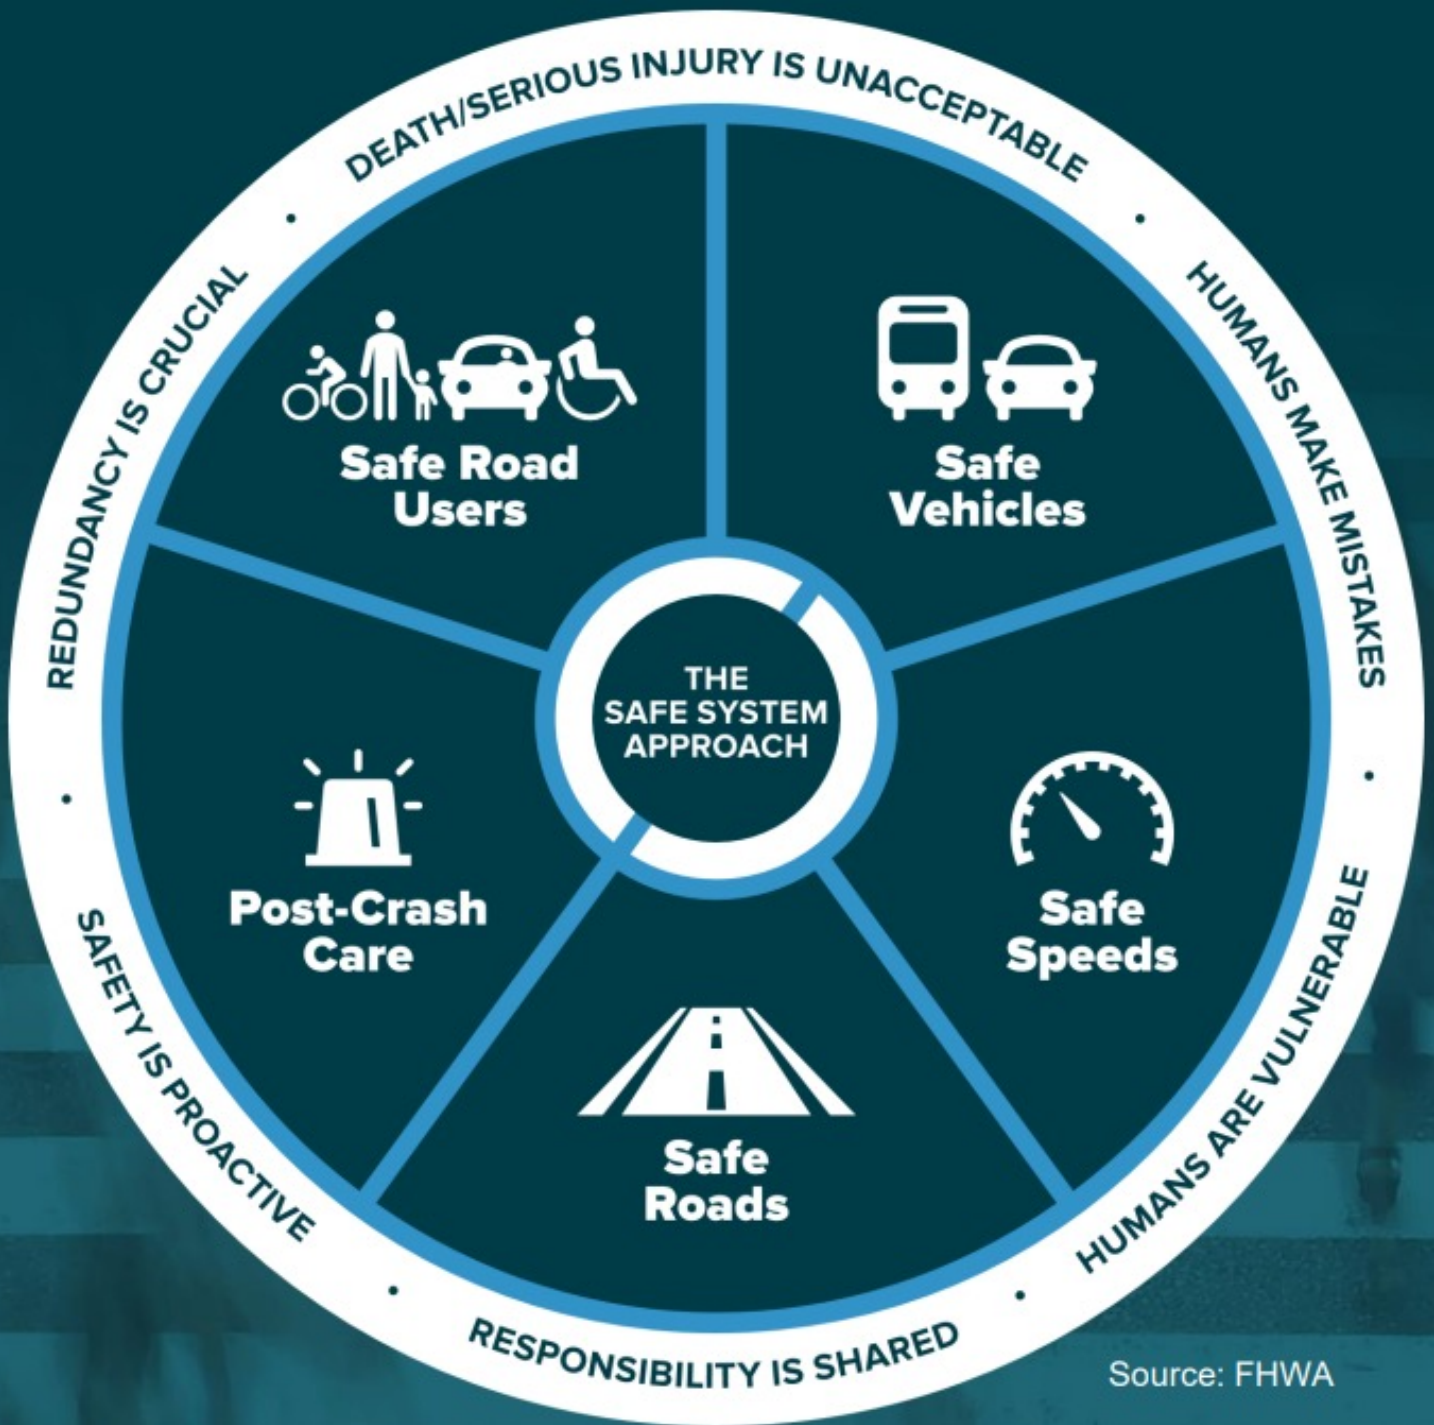 DEATH/SERIOUS INJURY IS UNACCEPTABLE
HUMANS MAKE MISTAKES
HUMANS ARE VULNERABLE
RESPONSIBILITY IS SHARED
SAFETY IS PROACTIVE
REDUNDANCY IS CRUCIAL
Safe Road
Users
Safe
Vehicles
THE
SAFE SYSTEM
APPROACH
Post-Crash
Care
Safe
Speeds
Safe
Roads
Source: FHWA